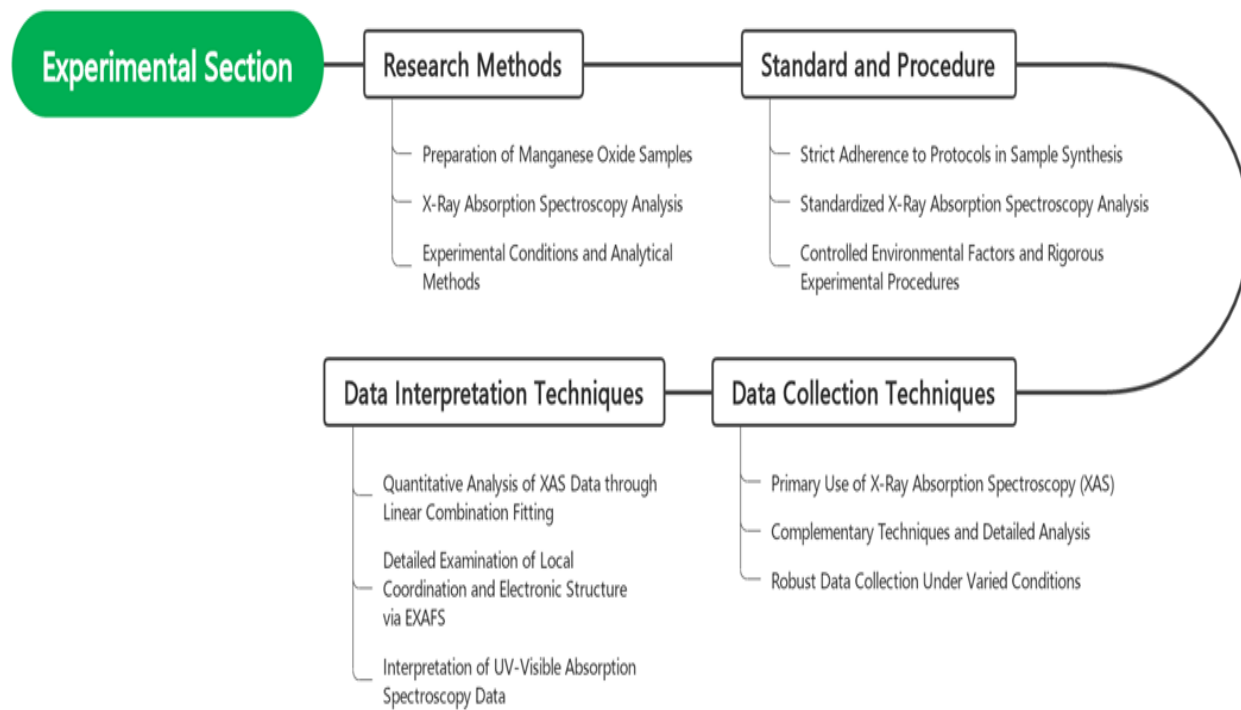 Experimental Section
Research Methods
Preparation of Manganese Oxide Samples
X-Ray Absorption Spectroscopy Analysis
Experimental Conditions and Analytical
Methods
Standard and Procedure
Strict Adherence to Protocols in Sample Synthesis
Standardized X-Ray Absorption Spectroscopy Analysis
Controlled Environmental Factors and Rigorous
Experimental Procedures
Data Collection Techniques
Primary Use of X-Ray Absorption Spectroscopy (XAS)
Complementary Techniques and Detailed Analysis
Robust Data Collection Under Varied Conditions
Data Interpretation Techniques
Quantitative Analysis of XAS Data through
Linear Combination Fitting
Detailed Examination of Local
Coordination and Electronic Structure
via EXAFS
Interpretation of UV-Visible Absorption
Spectroscopy Data